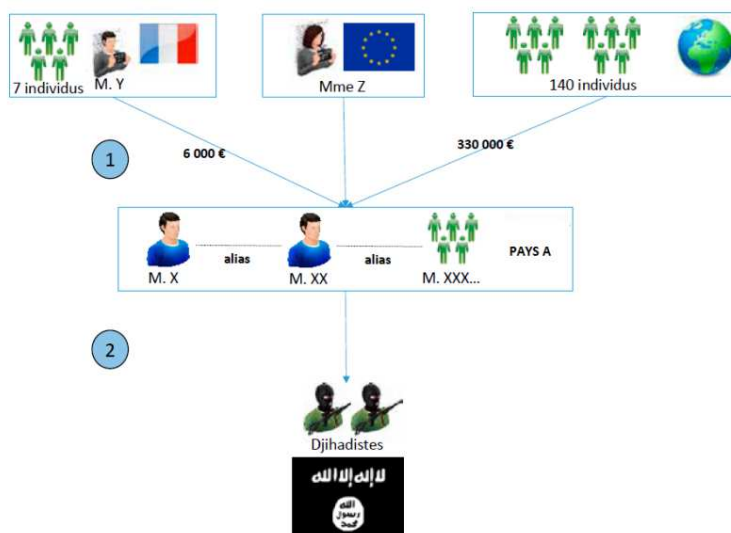 7 individus
M. Y
Mme Z
140 individus
1
6 000 €
330 000 €
M. X
alias
M. XX
alias
M. XXX...
PAYS A
2
Djihadistes
لا إله إلا الله
الله
رسول
محمد